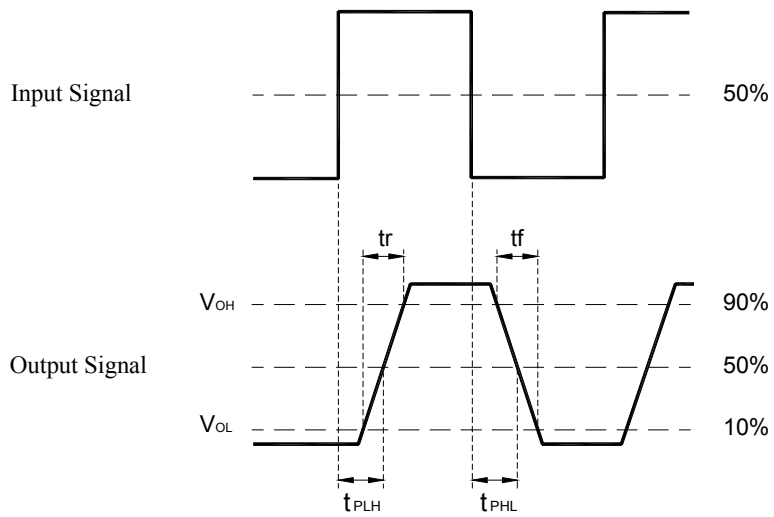 Input Signal
50%
tr
tf
VOH
90%
Output Signal
50%
VOL
10%
tPLH
tPHL